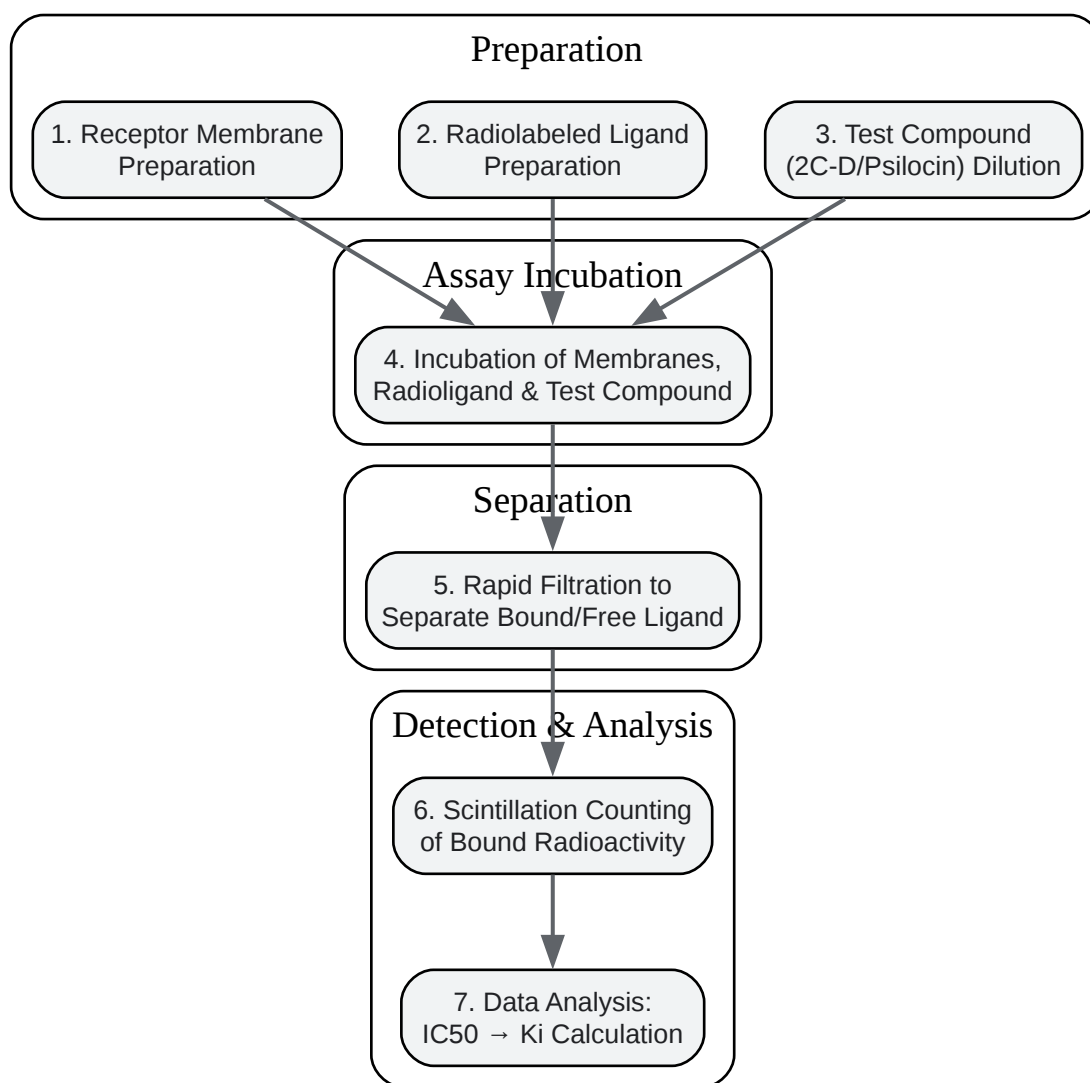 Preparation
1. Receptor Membrane
Preparation
2. Radiolabeled Ligand
Preparation
3. Test Compound
(2C-D/Psilocin) Dilution
Assay Incubation
4. Incubation of Membranes,
Radioligand & Test Compound
Separation
5. Rapid Filtration to
Separate Bound/Free Ligand
Detection & Analysis
6. Scintillation Counting
of Bound Radioactivity
7. Data Analysis:
IC50 → Ki Calculation